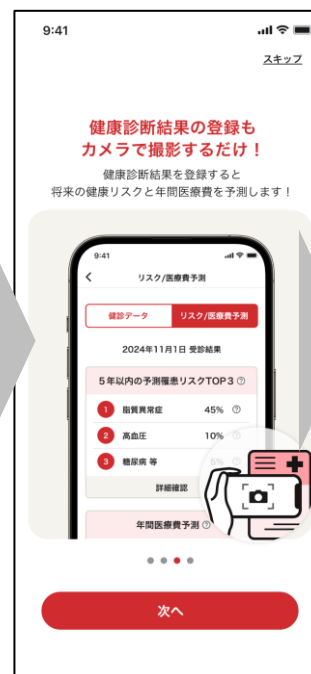 9:41
スキップ
健康診断結果の登録も
カメラで撮影するだけ！
健康診断結果を登録すると
将来の健康リスクと年間医療費を予測します！
9:41
リスク/医療費予測
健診データ
リスク/医療費予測
2024年11月1日 受診結果
5年以内の予測罹患リスクTOP3
1 脂質異常症 45%
2 高血圧 10%
3 糖尿病 等 5%
詳細確認
年間医療費予測
次へ